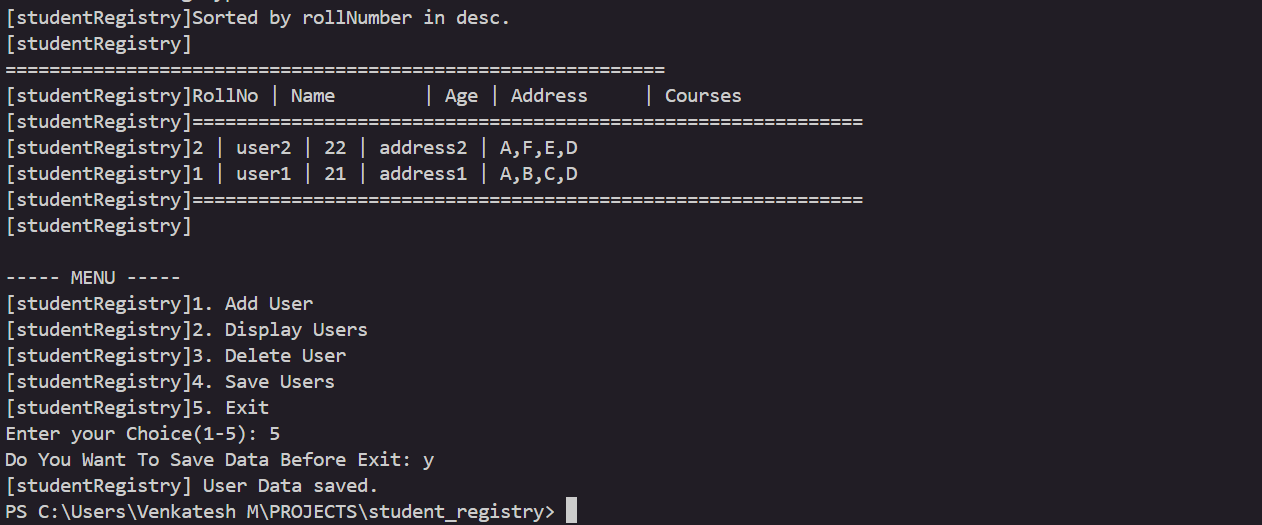 [studentRegistry]Sorted by rollNumber in desc.
[studentRegistry]
============================================================
[studentRegistry]RollNo | Name        | Age | Address     | Courses
[studentRegistry]=============================================================
[studentRegistry]2 | user2 | 22 | address2 | A,F,E,D
[studentRegistry]1 | user1 | 21 | address1 | A,B,C,D
[studentRegistry]=============================================================
[studentRegistry]
----- MENU -----
[studentRegistry]1. Add User
[studentRegistry]2. Display Users
[studentRegistry]3. Delete User
[studentRegistry]4. Save Users
[studentRegistry]5. Exit
Enter your Choice(1-5): 5
Do You Want To Save Data Before Exit: y
[studentRegistry] User Data saved.
PS C:\Users\Venkatesh M\PROJECTS\student_registry>